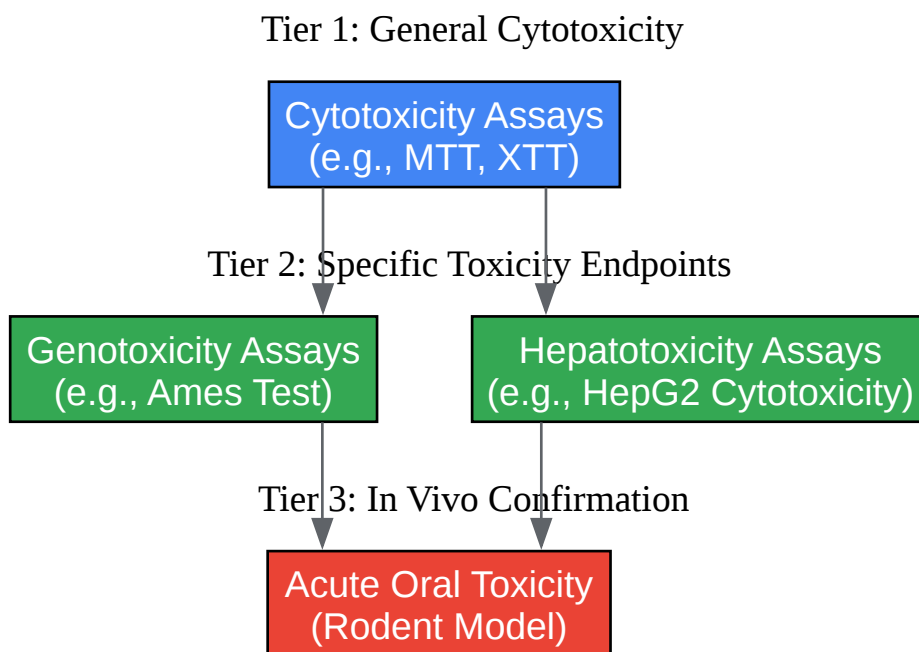 Tier 1: General Cytotoxicity
Cytotoxicity Assays
(e.g., MTT, XTT)
Tier 2: Specific Toxicity Endpoints
Genotoxicity Assays
(e.g., Ames Test)
Hepatotoxicity Assays
(e.g., HepG2 Cytotoxicity)
Tier 3: In Vivo Confirmation
Acute Oral Toxicity
(Rodent Model)